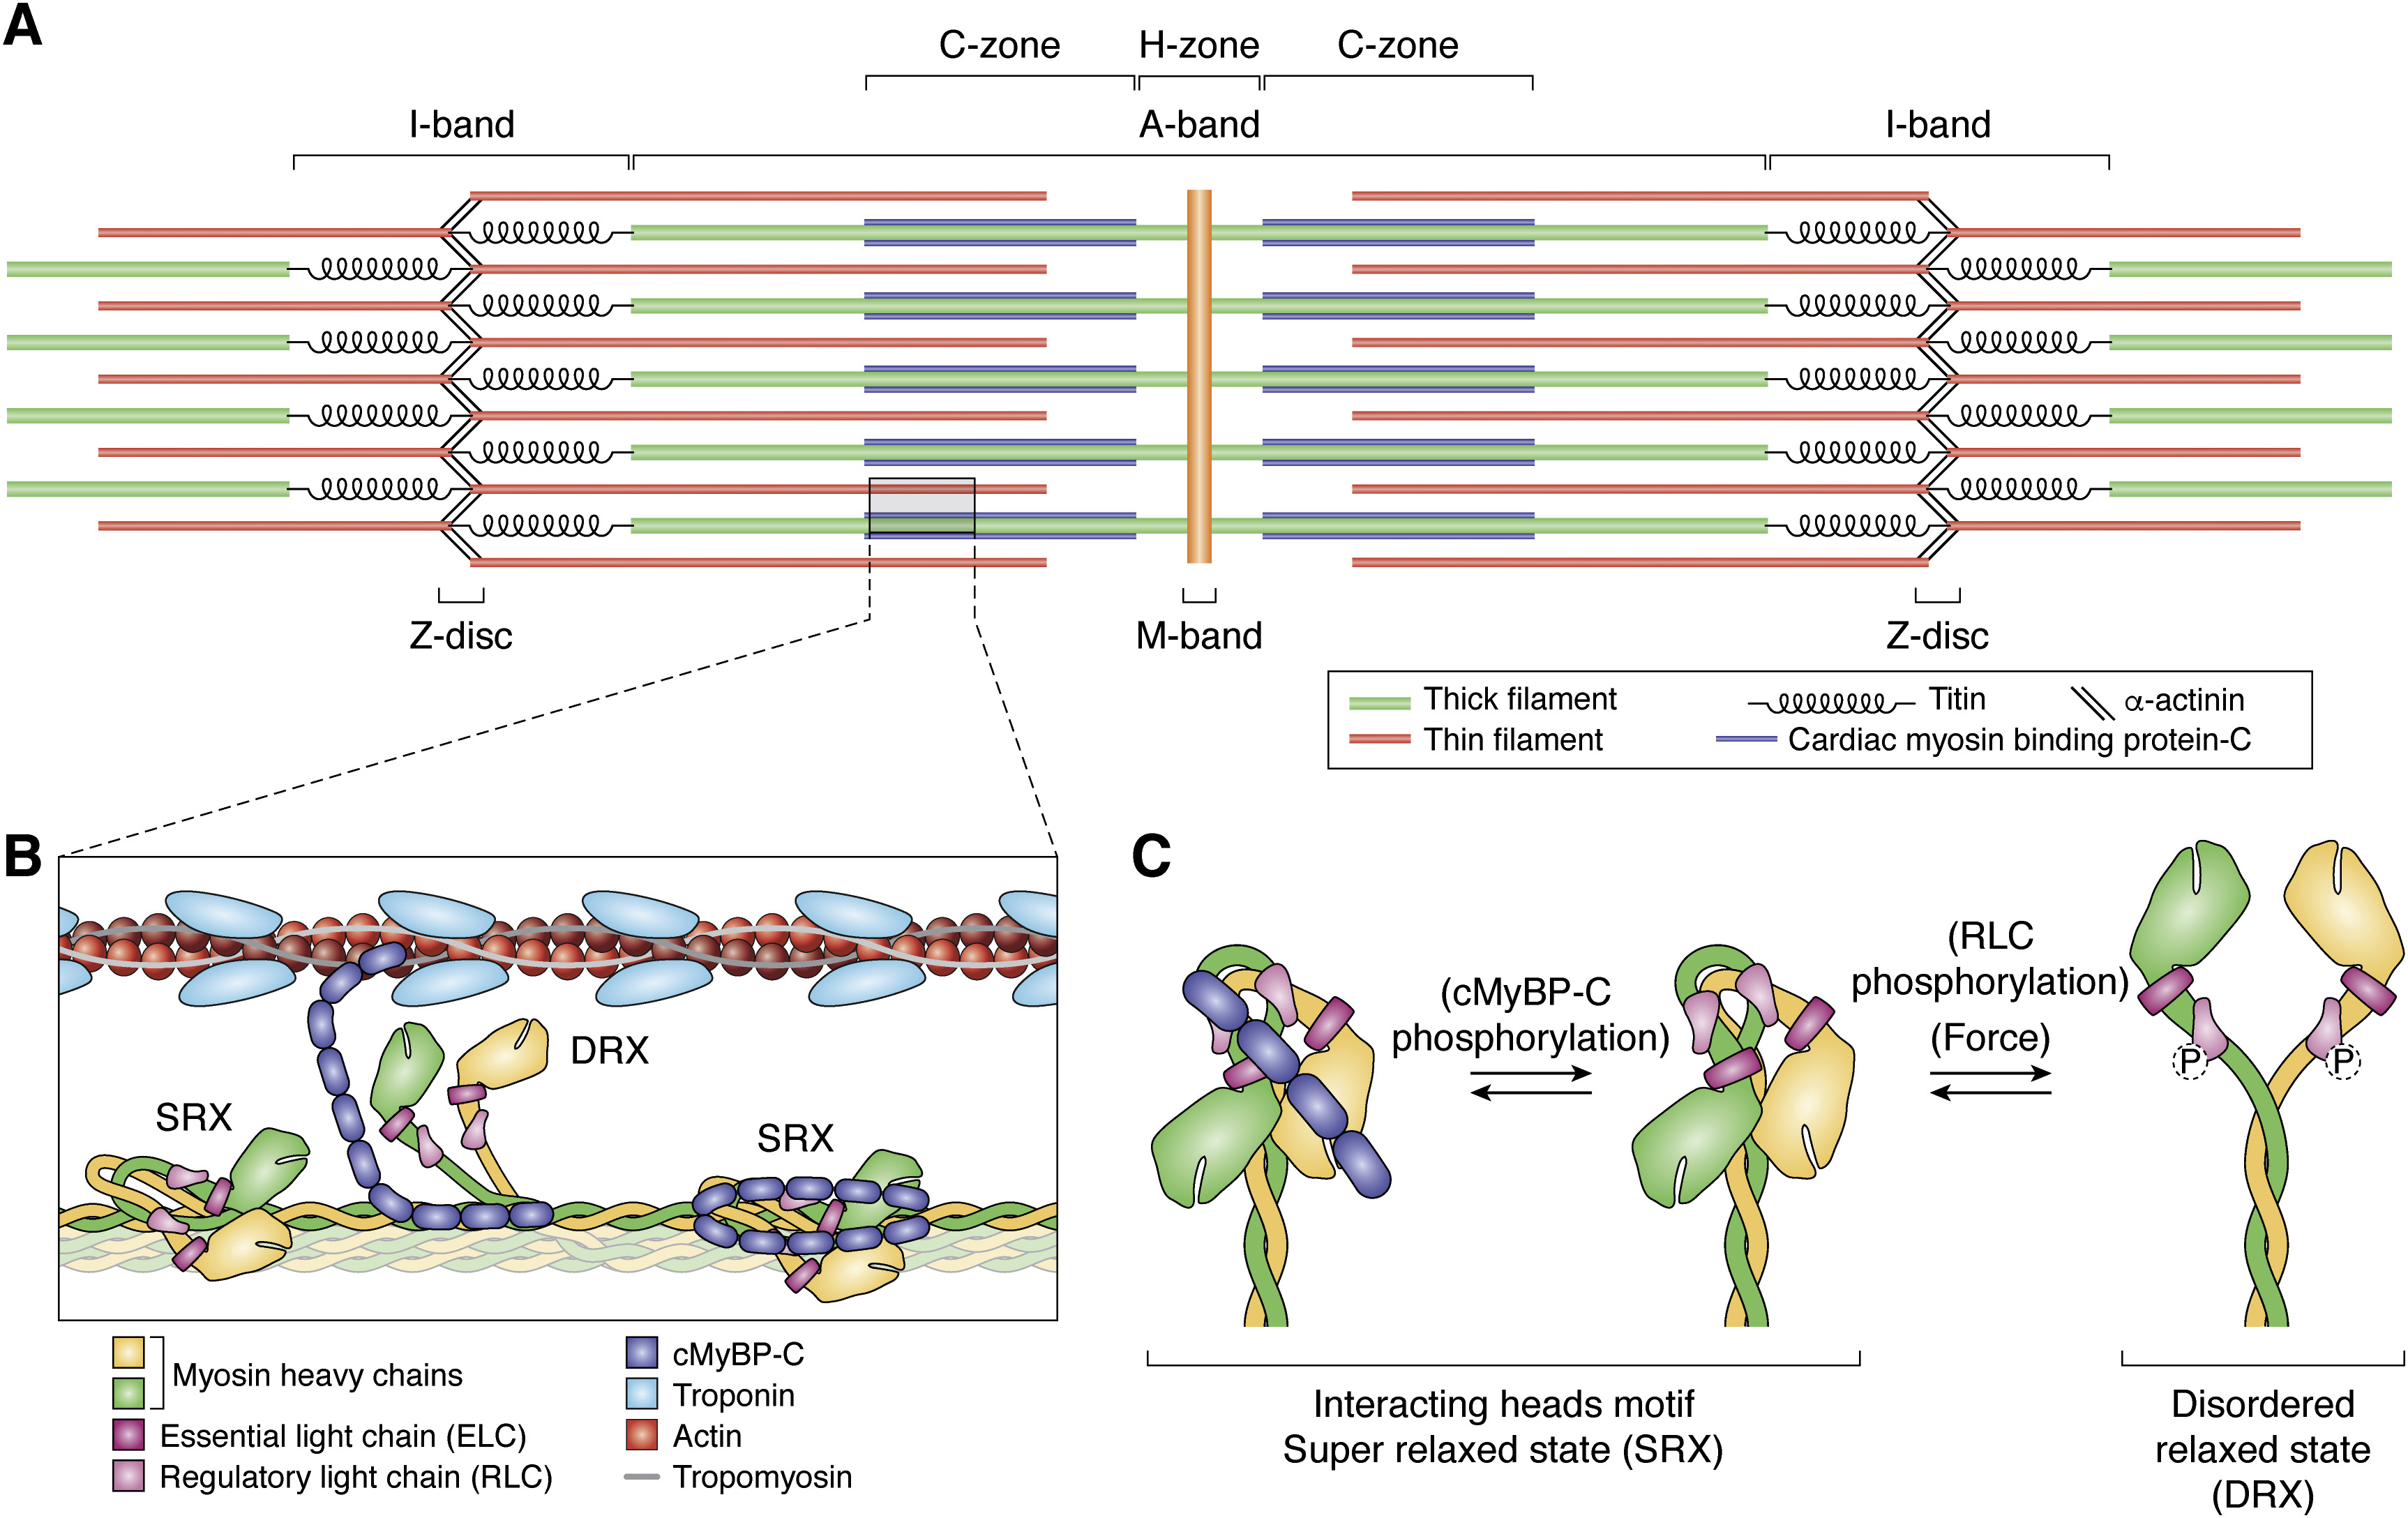 A
C-zone
H-zone
C-zone
I-band
A-band
I-band
Z-disc
M-band
Z-disc
Thick filament
Titin
α-actinin
Thin filament
Cardiac myosin binding protein-C
B
SRX
DRX
SRX
Myosin heavy chains
Essential light chain (ELC)
Regulatory light chain (RLC)
cMyBP-C
Troponin
Actin
Tropomyosin
C
(cMyBP-C
phosphorylation)
(RLC
phosphorylation)
(Force)
P
P
Interacting heads motif
Super relaxed state (SRX)
Disordered
relaxed state
(DRX)